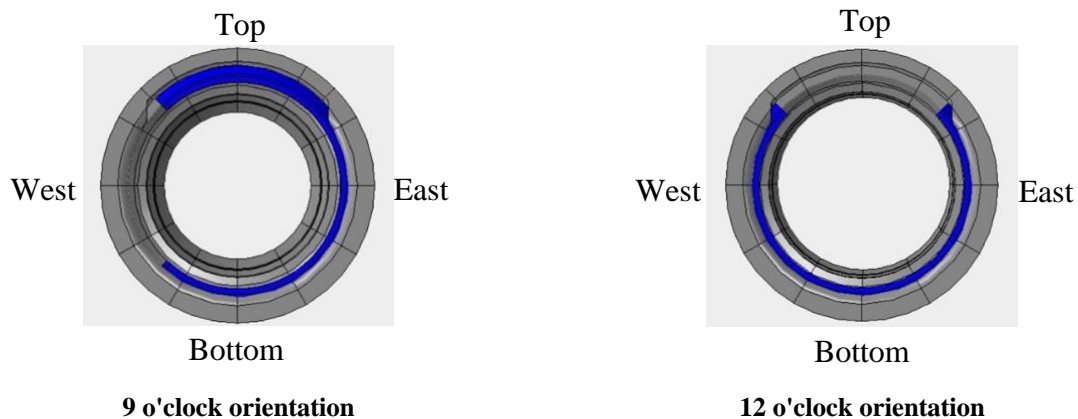 Top
West
East
Bottom
9 o'clock orientation
Top
West
East
Bottom
12 o'clock orientation